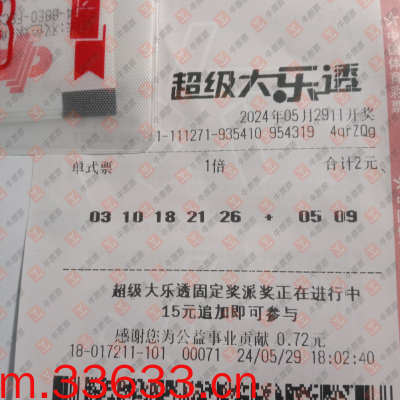 超级大乐透
2024年05月29日开奖
1-111271-935410 954319 4qrZQg
单式票 1倍 合计2元
03 10 18 21 26 + 05 09
超级大乐透固定奖派奖正在进行中
15元追加即可参与
感谢您为公益事业贡献 0.72元
18-017211-101 00071 24/05/29 18:02:40
m.33633.cn